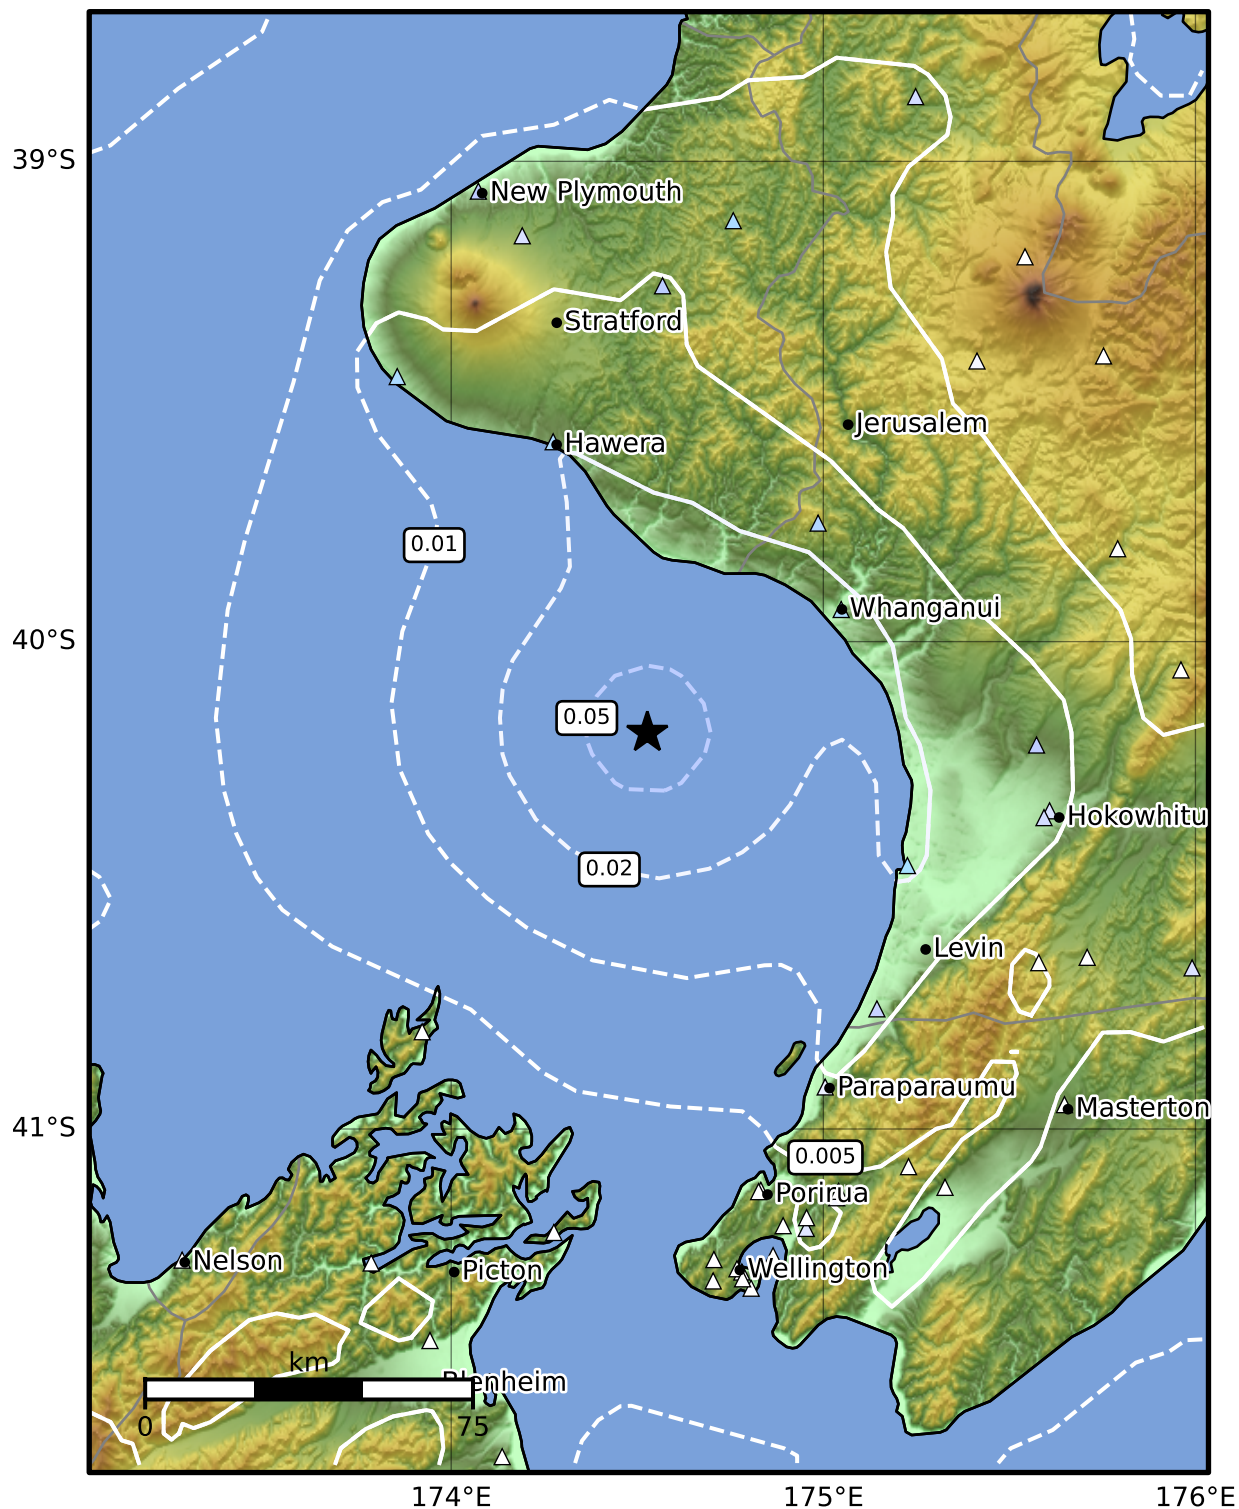 39°S
New Plymouth
Stratford
Jerusalem
Hawera
0.01
Whanganui
40°S
0.05
Hokowhitu
0.02
Levin
Paraparaumu
Masterton
41°S
0.005
Porirua
Nelson
Picton
Wellington
km
Blenheim
0
75
174°E
175°E
176°E